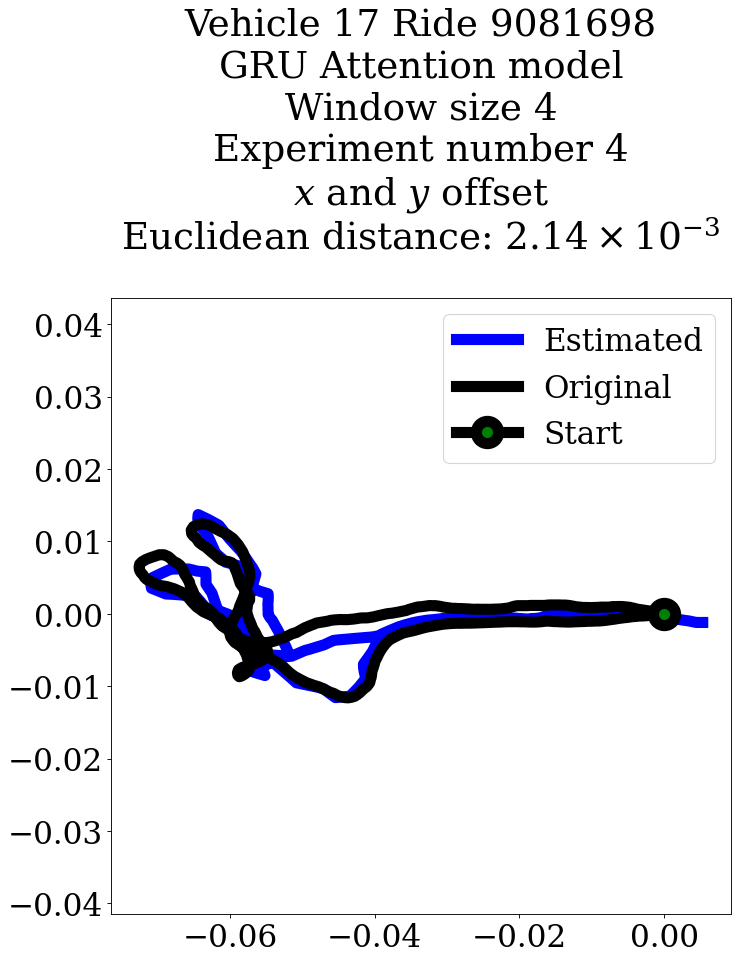 Vehicle 17 Ride 9081698
GRU Attention model
Window size 4
Experiment number 4
x and y offset
Euclidean distance: 2.14 × 10⁻³
Estimated
Original
Start
0.04
0.03
0.02
0.01
0.00
−0.01
−0.02
−0.03
−0.04
−0.06
−0.04
−0.02
0.00